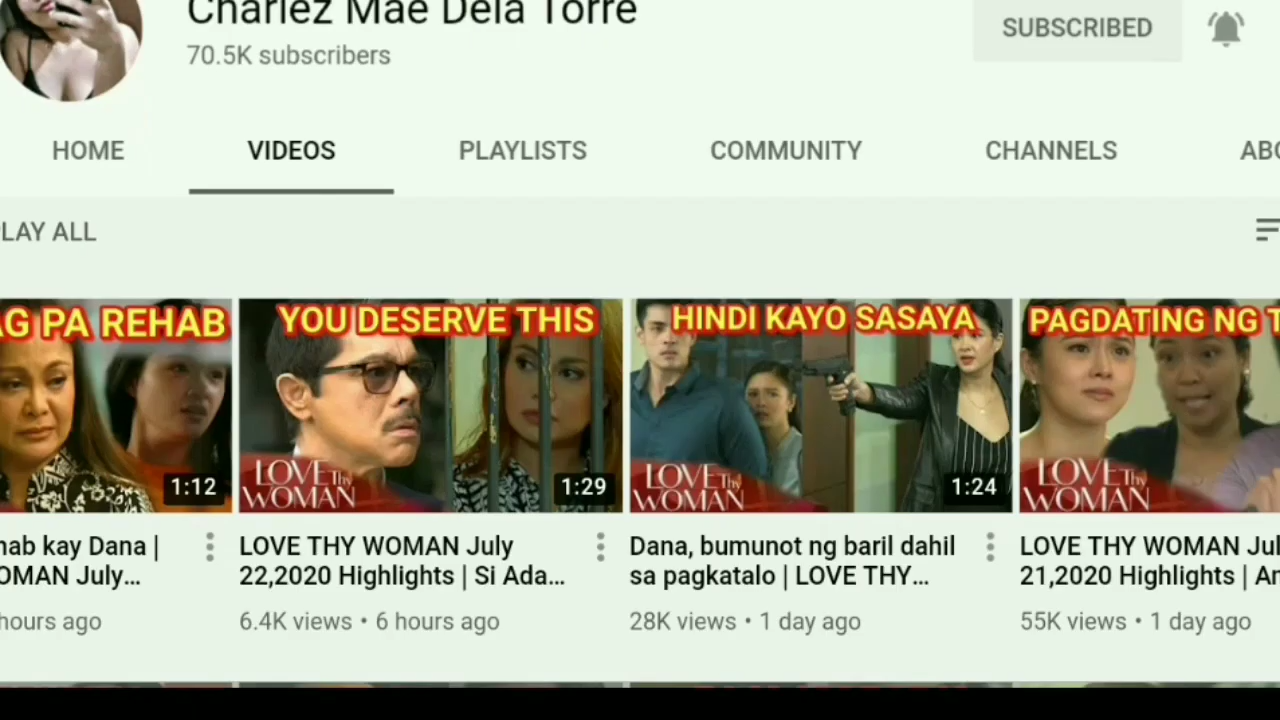 Charlez Mae Dela Torre
70.5K subscribers
SUBSCRIBED
HOME
VIDEOS
PLAYLISTS
COMMUNITY
CHANNELS
ABO
LAY ALL
AG PA REHAB
1:12
YOU DESERVE THIS
LOVE Thy
WOMAN
1:29
HINDI KAYO SASAYA
LOVE Thy
WOMAN
1:24
PAGDATING NG T
LOVE Thy
WOMAN
hab kay Dana |
OMAN July...
hours ago
LOVE THY WOMAN July
22,2020 Highlights | Si Ada...
6.4K views • 6 hours ago
Dana, bumunot ng baril dahil
sa pagkatalo | LOVE THY...
28K views • 1 day ago
LOVE THY WOMAN Jul
21,2020 Highlights | An
55K views • 1 day ago